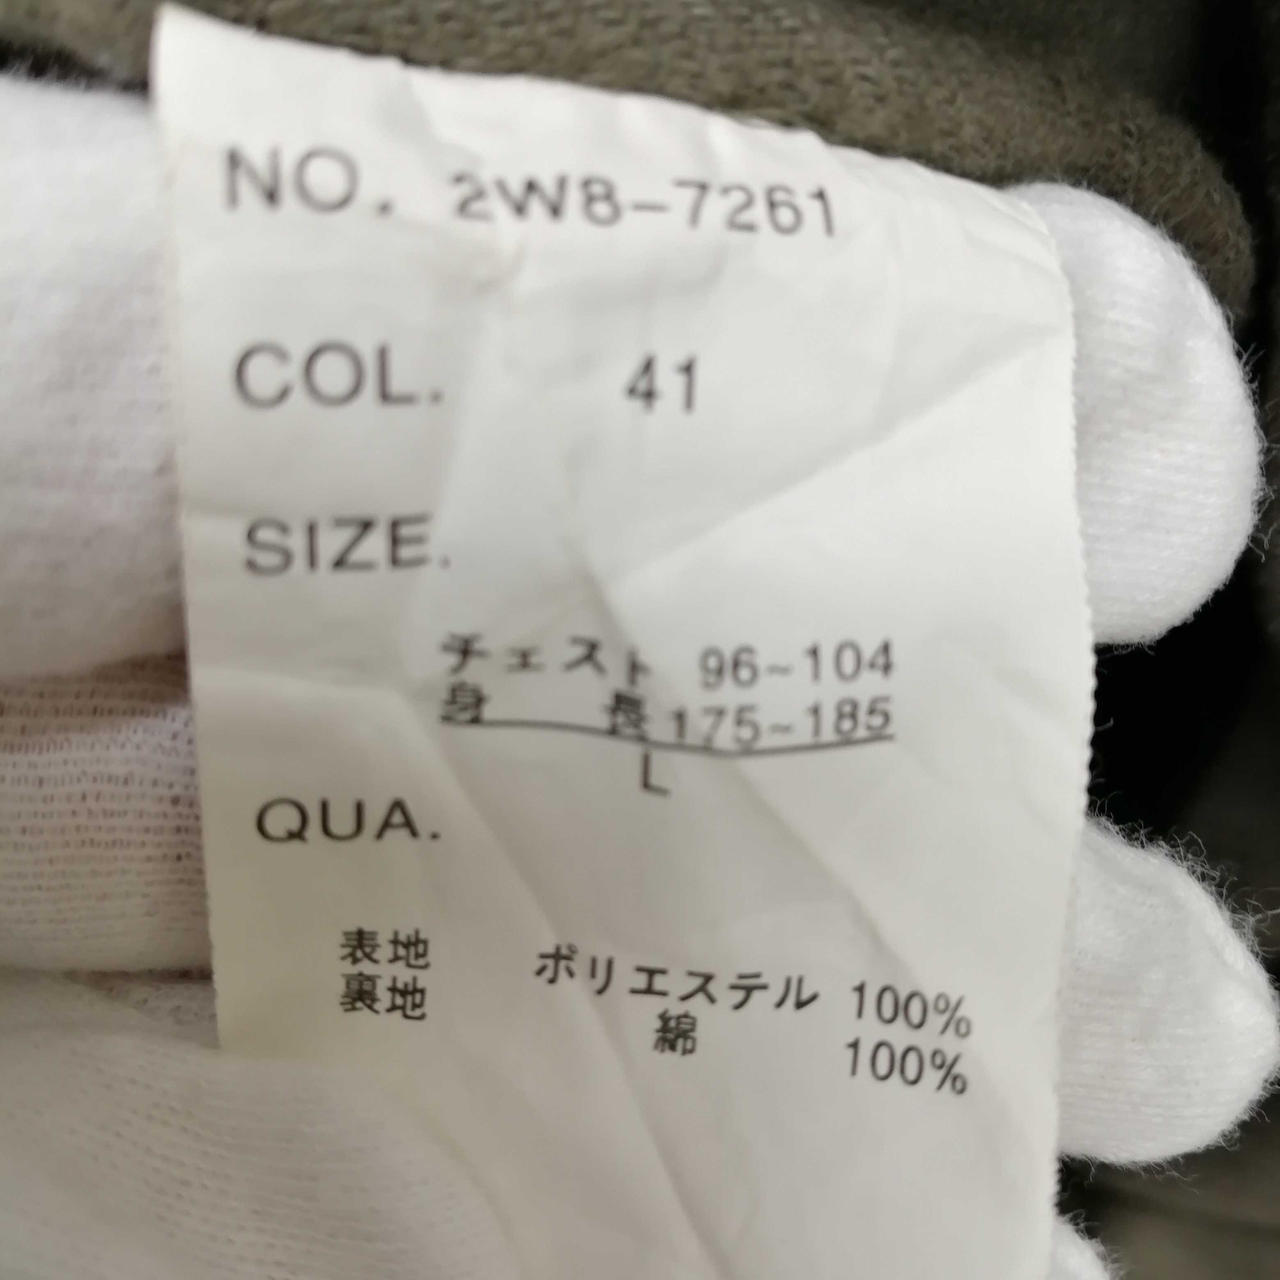 NO. 2W8-7261
COL. 41
SIZE.
チェスト 96~104
身 長 175~185
L
QUA.
表地 ポリエステル 100%
裏地 綿 100%